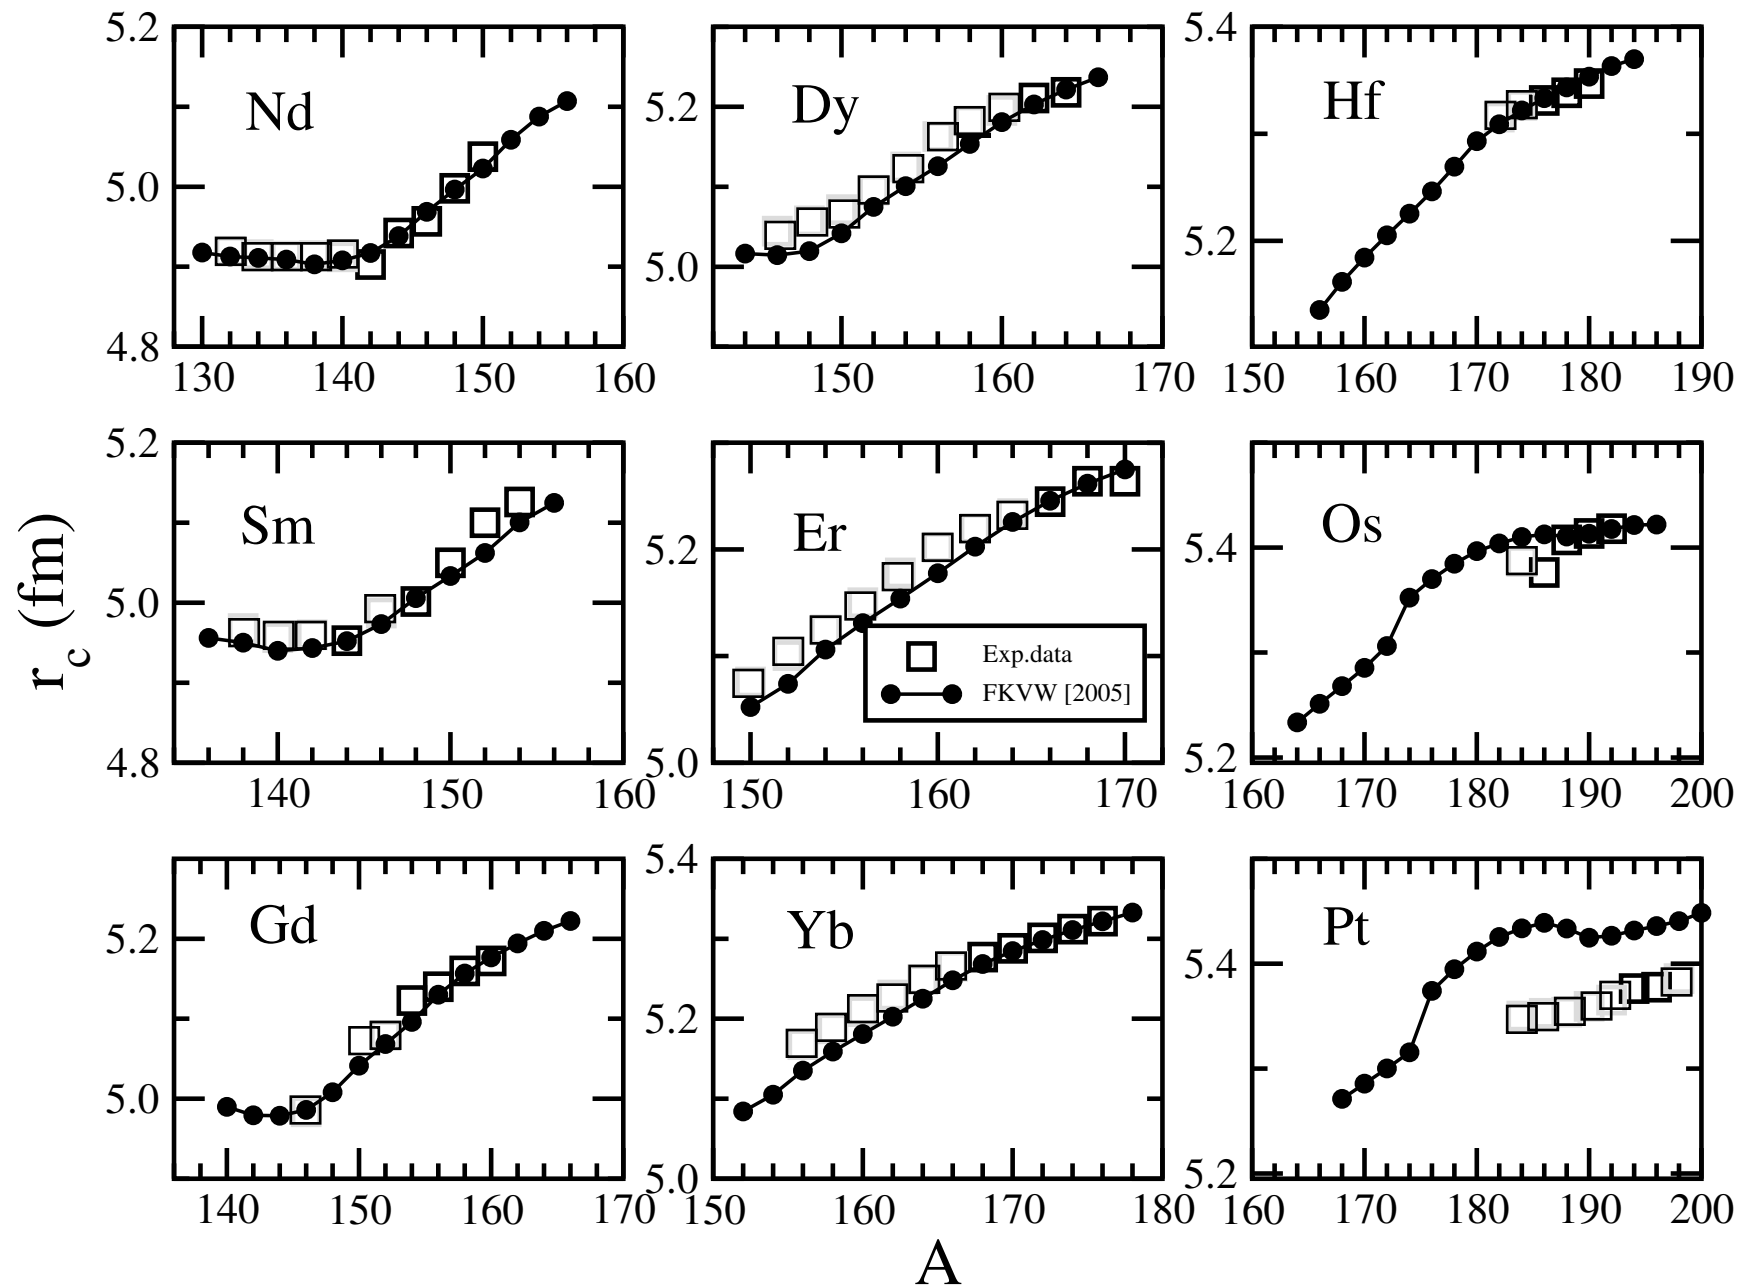 5.2
5.0
4.8
130 140 150 160
Nd
5.2
5.0
150 160 170
Dy
5.4
5.2
150 160 170 180 190
Hf
5.2
5.0
4.8
140 150 160
Sm
5.2
5.0
150 160 170
Er
Exp.data
FKVW [2005]
5.4
5.2
160 170 180 190 200
Os
5.2
5.0
140 150 160 170
Gd
5.4
5.2
5.0
150 160 170 180
Yb
5.4
5.2
160 170 180 190 200
Pt
r_c (fm)
A